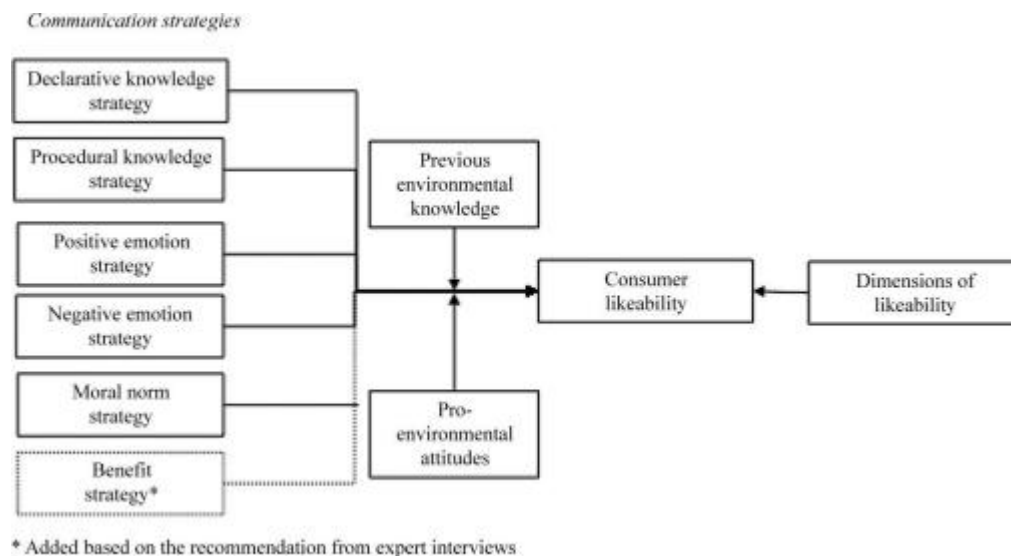 Communication strategies
Declarative knowledge
strategy
Procedural knowledge
strategy
Positive emotion
strategy
Negative emotion
strategy
Moral norm
strategy
Benefit
strategy*
Previous
environmental
knowledge
Pro-
environmental
attitudes
Consumer
likeability
Dimensions of
likeability
* Added based on the recommendation from expert interviews